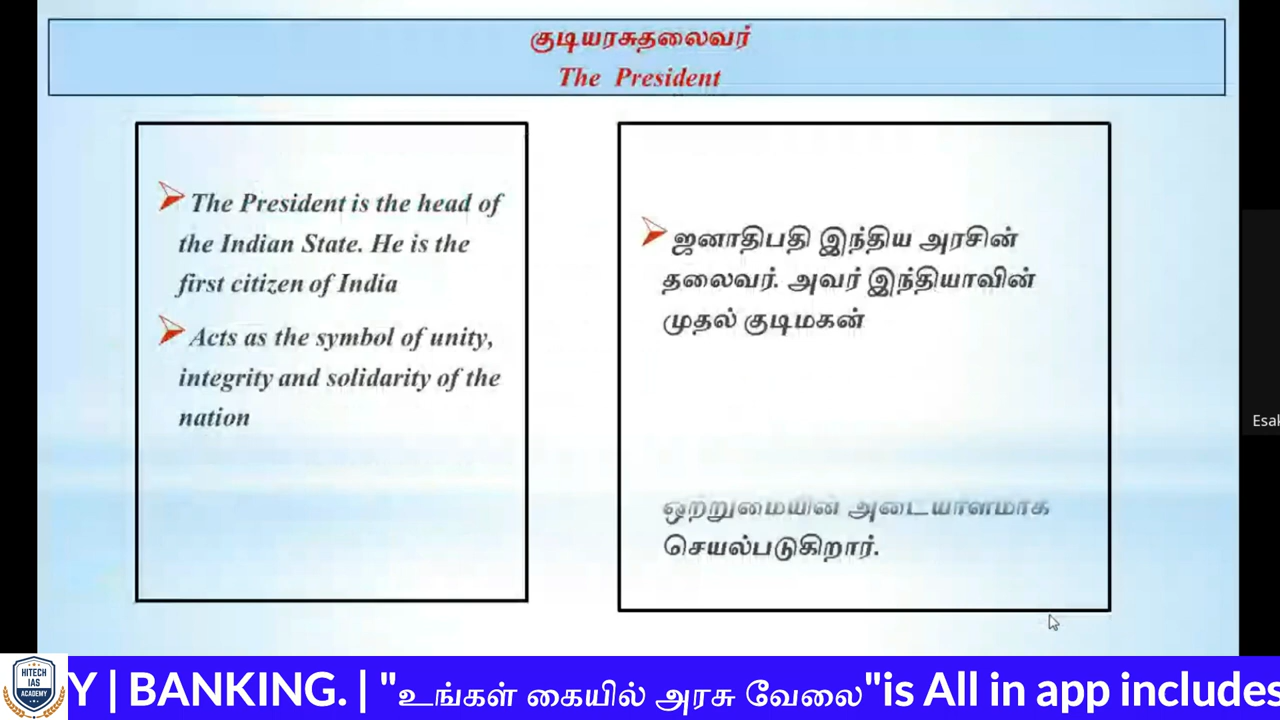 குடியரசுதலைவர்
The President
The President is the head of
the Indian State. He is the
first citizen of India
Acts as the symbol of unity,
integrity and solidarity of the
nation
ஜனாதிபதி இந்திய அரசின்
தலைவர். அவர் இந்தியாவின்
முதல் குடிமகன்
ஒற்றுமையின் அடையாளமாக
செயல்படுகிறார்.
Esak
HITECH
IAS
ACADEMY
Y | BANKING. | "உங்கள் கையில் அரசு வேலை"is All in app includes